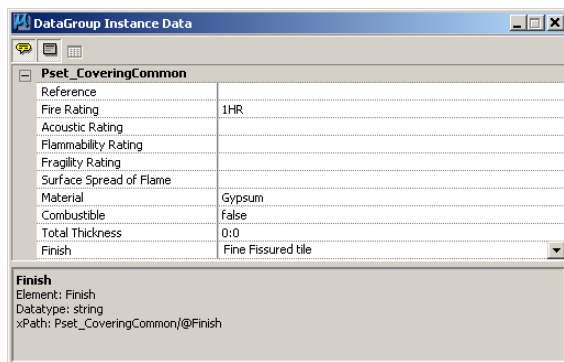 DataGroup Instance Data
Pset_CoveringCommon
Reference
Fire Rating 1HR
Acoustic Rating
Flammability Rating
Fragility Rating
Surface Spread of Flame
Material Gypsum
Combustible false
Total Thickness 0:0
Finish Fine Fissured tile
Finish
Element: Finish
Datatype: string
xPath: Pset_CoveringCommon/@Finish